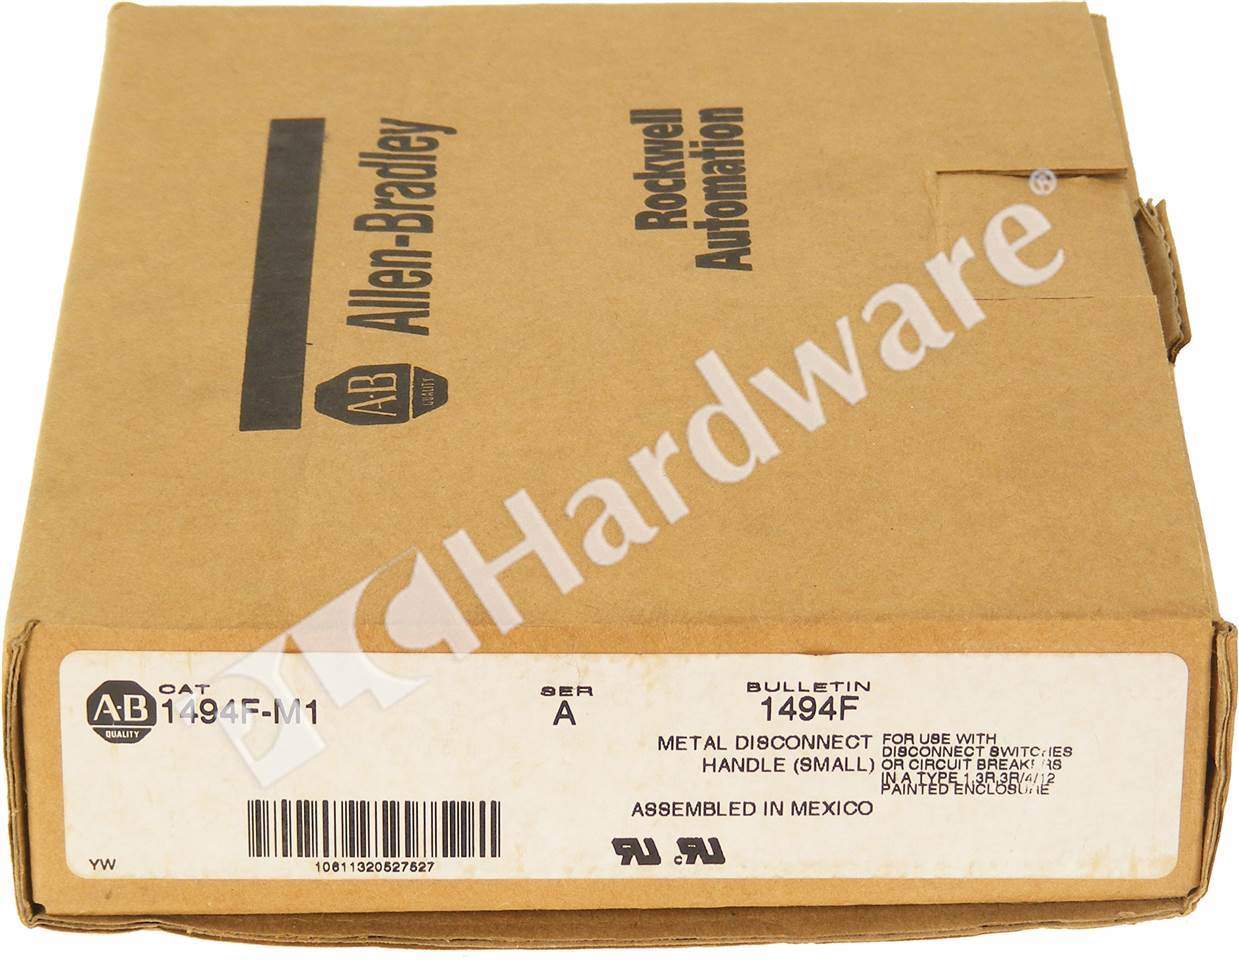 Allen-Bradley
A-B
QUALITY
Rockwell
Automation
PLCHardware®
A-B
QUALITY
CAT
1494F-M1
SER
A
BULLETIN
1494F
METAL DISCONNECT
HANDLE (SMALL)
FOR USE WITH
DISCONNECT SWITCHES
OR CIRCUIT BREAKERS
IN A TYPE 1,3R,3R/4/12
PAINTED ENCLOSURE
ASSEMBLED IN MEXICO
10611320527527
YW